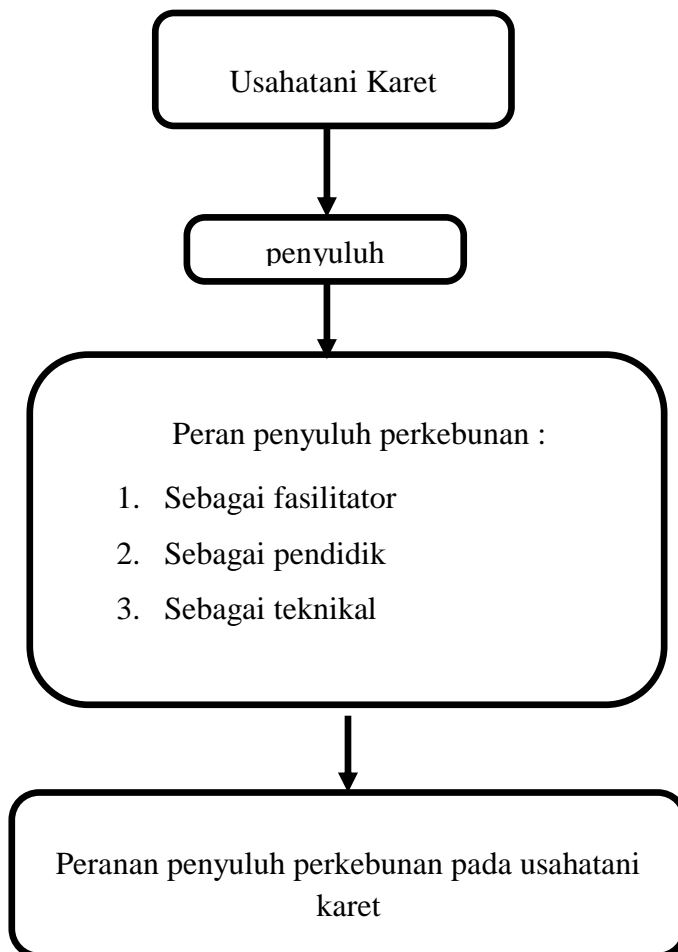 Usahatani Karet
penyuluh
Peran penyuluh perkebunan :
1. Sebagai fasilitator
2. Sebagai pendidik
3. Sebagai teknikal
Peranan penyuluh perkebunan pada usahatani
karet